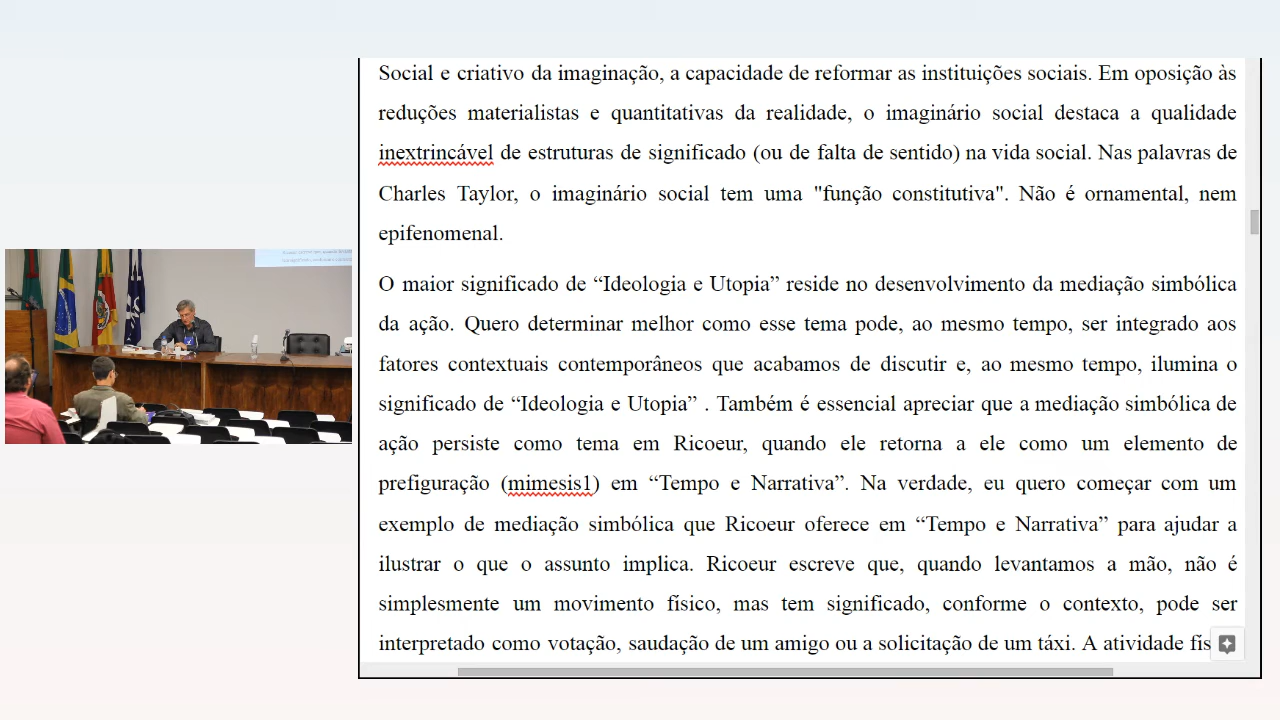 Social e criativo da imaginação, a capacidade de reformar as instituições sociais. Em oposição às
reduções materialistas e quantitativas da realidade, o imaginário social destaca a qualidade
inextrincável de estruturas de significado (ou de falta de sentido) na vida social. Nas palavras de
Charles Taylor, o imaginário social tem uma "função constitutiva". Não é ornamental, nem
epifenomenal.
O maior significado de “Ideologia e Utopia” reside no desenvolvimento da mediação simbólica
da ação. Quero determinar melhor como esse tema pode, ao mesmo tempo, ser integrado aos
fatores contextuais contemporâneos que acabamos de discutir e, ao mesmo tempo, ilumina o
significado de “Ideologia e Utopia” . Também é essencial apreciar que a mediação simbólica de
ação persiste como tema em Ricoeur, quando ele retorna a ele como um elemento de
prefiguração (mimesis1) em “Tempo e Narrativa”. Na verdade, eu quero começar com um
exemplo de mediação simbólica que Ricoeur oferece em “Tempo e Narrativa” para ajudar a
ilustrar o que o assunto implica. Ricoeur escreve que, quando levantamos a mão, não é
simplesmente um movimento físico, mas tem significado, conforme o contexto, pode ser
interpretado como votação, saudação de um amigo ou a solicitação de um táxi. A atividade fís